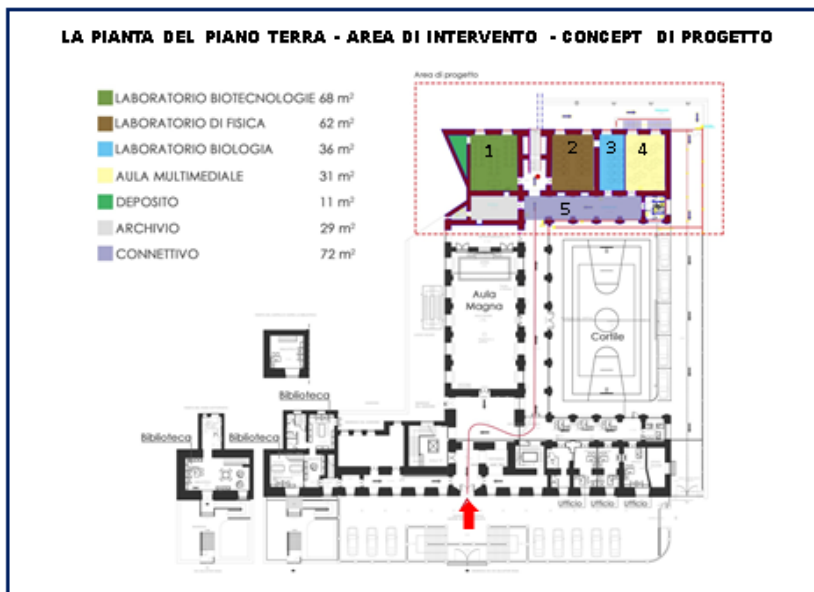 LA PIANTA DEL PIANO TERRA - AREA DI INTERVENTO - CONCEPT DI PROGETTO
Area di progetto
LABORATORIO BIOTECNOLOGIE 68 m²
LABORATORIO DI FISICA 62 m²
LABORATORIO BIOLOGIA 36 m²
AULA MULTIMEDIALE 31 m²
DEPOSITO 11 m²
ARCHIVIO 29 m²
CONNETTIVO 72 m²
1
2
3
4
5
Aula
Magna
Cortile
Biblioteca
Biblioteca
Biblioteca
Ufficio
Ufficio
Ufficio